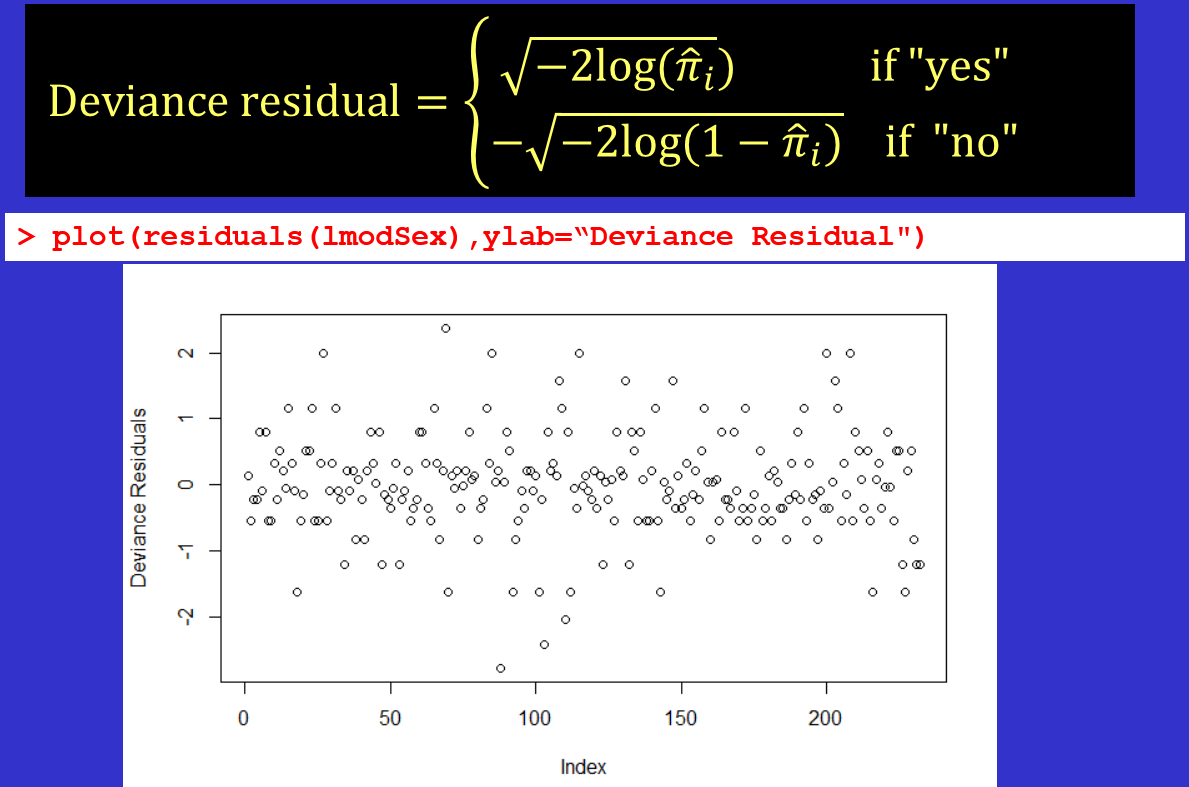 Deviance residual = { √−2log(π̂ᵢ) if "yes"
−√−2log(1 − π̂ᵢ) if "no"
> plot(residuals(lmodSex),ylab=“Deviance Residual")
Deviance Residuals
2
1
0
-1
-2
0 50 100 150 200
Index